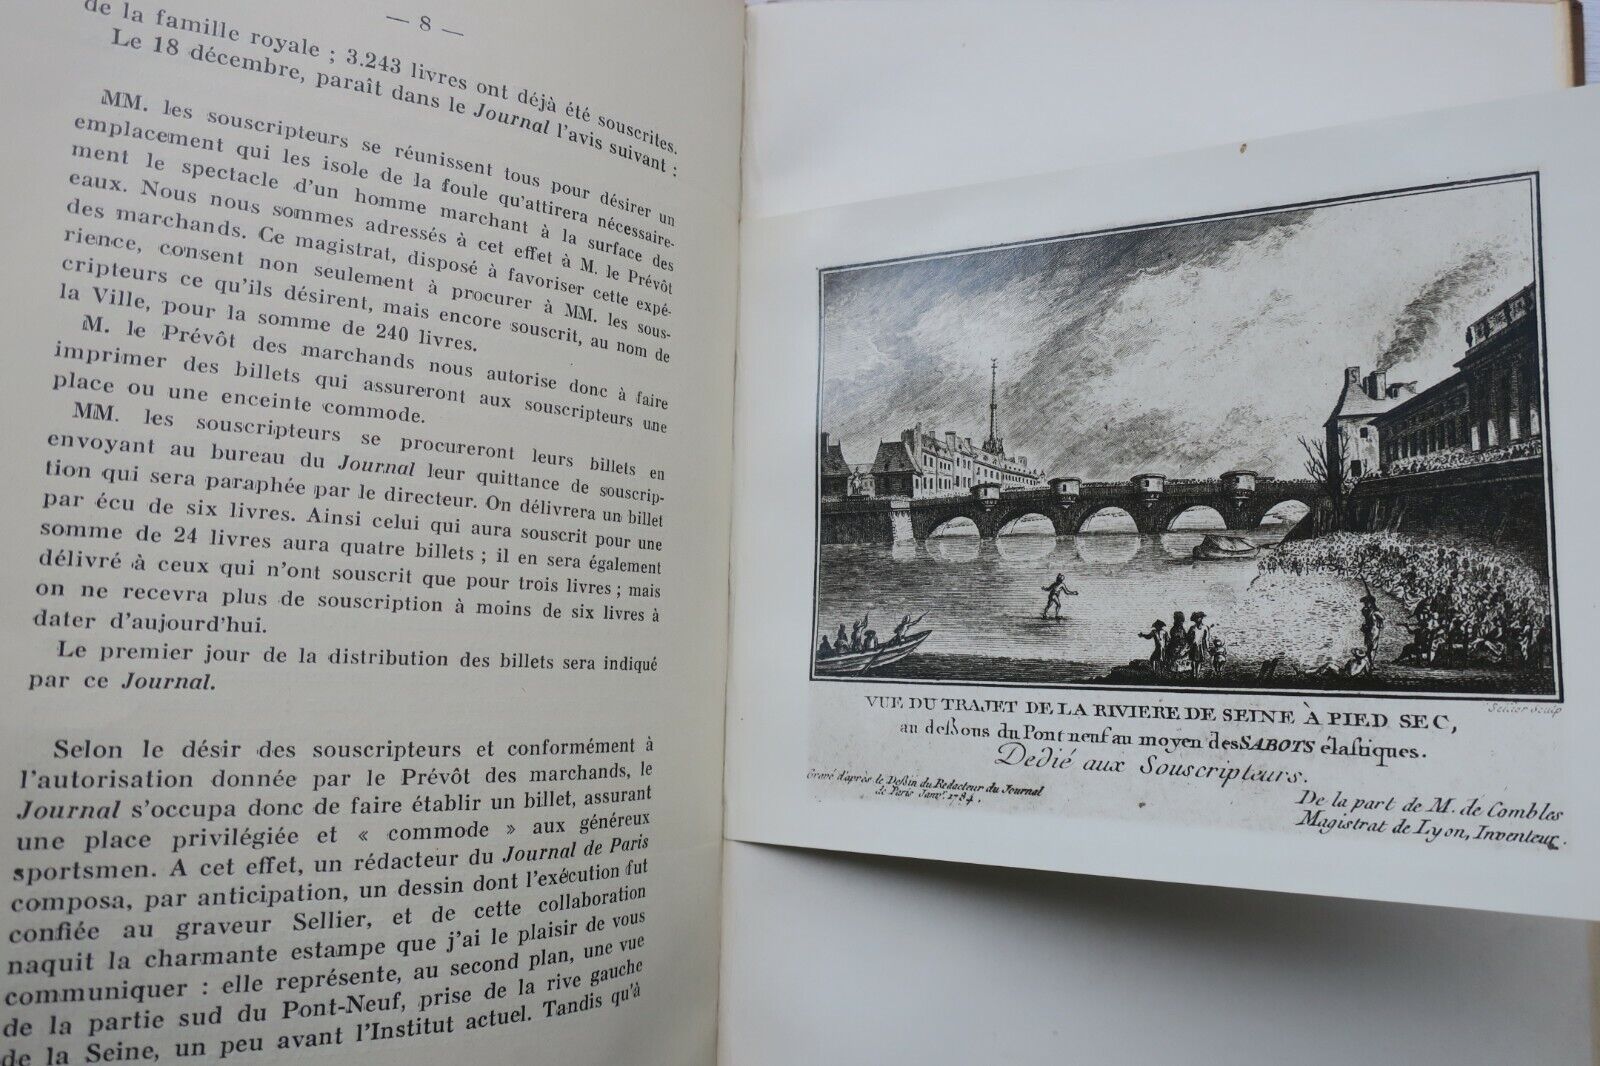 — 8 —
de la famille royale ; 3.243 livres ont déjà été souscrites.
Le 18 décembre, paraît dans le Journal l'avis suivant :
MM. les souscripteurs se réunissent tous pour désirer un
emplacement qui les isole de la foule qu'attirera nécessaire-
ment le spectacle d'un homme marchant à la surface des
eaux. Nous nous sommes adressés à cet effet à M. le Prévôt
des marchands. Ce magistrat, disposé à favoriser cette expé-
rience, consent non seulement à procurer à MM. les sous-
cripteurs ce qu'ils désirent, mais encore souscrit, au nom de
la Ville, pour la somme de 240 livres.
M. le Prévôt des marchands nous autorise donc à faire
imprimer des billets qui assureront aux souscripteurs une
place ou une enceinte commode.
MM. les souscripteurs se procureront leurs billets en
envoyant au bureau du Journal leur quittance de souscrip-
tion qui sera paraphée par le directeur. On délivrera un billet
par écu de six livres. Ainsi celui qui aura souscrit pour une
somme de 24 livres aura quatre billets ; il en sera également
délivré à ceux qui n'ont souscrit que pour trois livres ; mais
on ne recevra plus de souscription à moins de six livres à
dater d'aujourd'hui.
Le premier jour de la distribution des billets sera indiqué
par ce Journal.
Selon le désir des souscripteurs et conformément à
l'autorisation donnée par le Prévôt des marchands, le
Journal s'occupa donc de faire établir un billet, assurant
une place privilégiée et « commode » aux généreux
sportsmen. A cet effet, un rédacteur du Journal de Paris
composa, par anticipation, un dessin dont l'exécution fut
confiée au graveur Sellier, et de cette collaboration
naquit la charmante estampe que j'ai le plaisir de vous
communiquer : elle représente, au second plan, une vue
de la partie sud du Pont-Neuf, prise de la rive gauche
de la Seine, un peu avant l'Institut actuel. Tandis qu'à
Sellier Sculp
VUE DU TRAJET DE LA RIVIERE DE SEINE À PIED SEC,
au deſsous du Pont neuf au moyen des SABOTS élaſtiques.
Dedié aux Souscripteurs.
Gravé d'après le Deſsin du Redacteur du Journal
de Paris Janvr. 1784.
De la part de M. de Combles
Magistrat de Lyon, Inventeur.